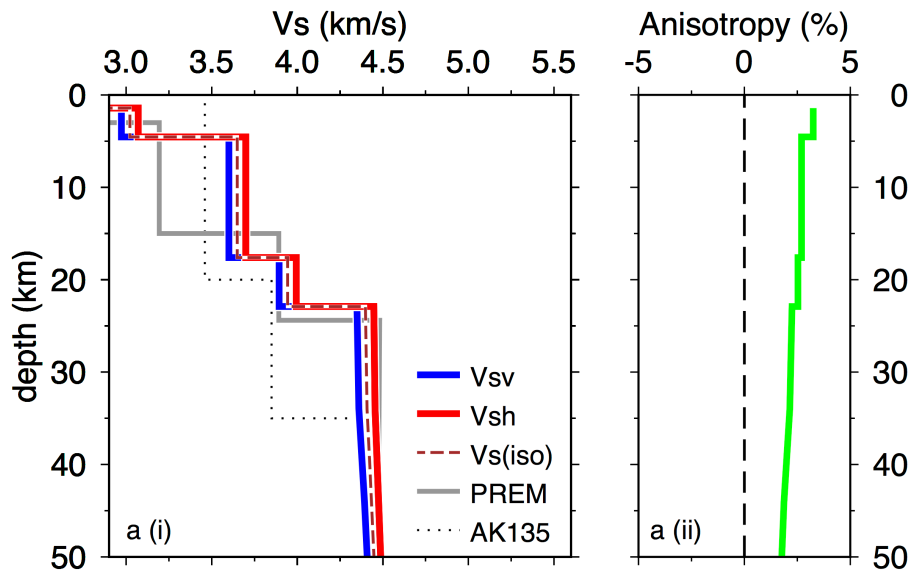 Vs (km/s)
Anisotropy (%)
3.0 3.5 4.0 4.5 5.0 5.5
-5 0 5
0 0
10 10
20 20
30 30
40 40
50 50
depth (km)
Vsv
Vsh
Vs(iso)
PREM
AK135
a (i)
a (ii)